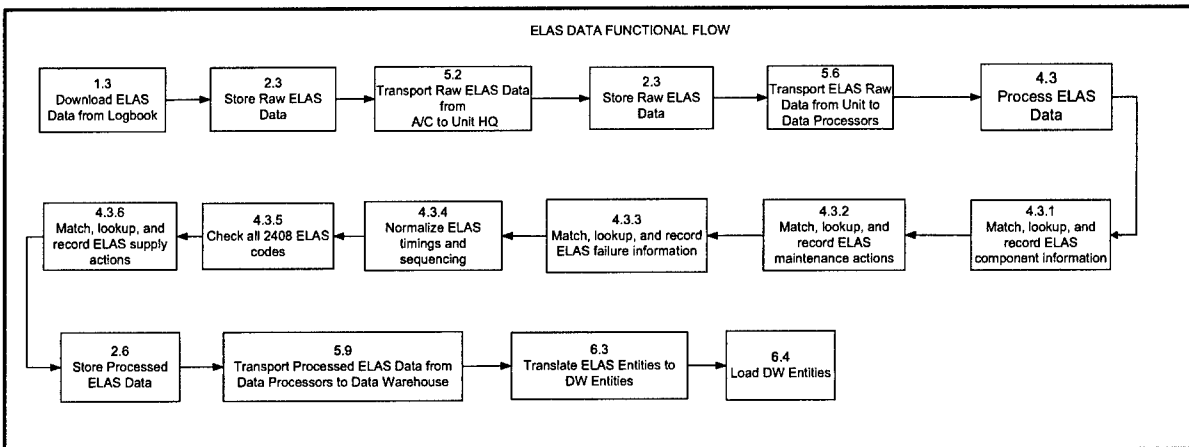 ELAS DATA FUNCTIONAL FLOW
1.3
Download ELAS
Data from Logbook
2.3
Store Raw ELAS
Data
5.2
Transport Raw ELAS Data
from
A/C to Unit HQ
2.3
Store Raw ELAS
Data
5.6
Transport ELAS Raw
Data from Unit to
Data Processors
4.3
Process ELAS
Data
4.3.6
Match, lookup, and
record ELAS supply
actions
4.3.5
Check all 2408 ELAS
codes
4.3.4
Normalize ELAS
timings and
sequencing
4.3.3
Match, lookup, and record
ELAS failure information
4.3.2
Match, lookup, and
record ELAS
maintenance actions
4.3.1
Match, lookup, and
record ELAS
component information
2.6
Store Processed
ELAS Data
5.9
Transport Processed ELAS Data from
Data Processors to Data Warehouse
6.3
Translate ELAS Entities to
DW Entities
6.4
Load DW Entities